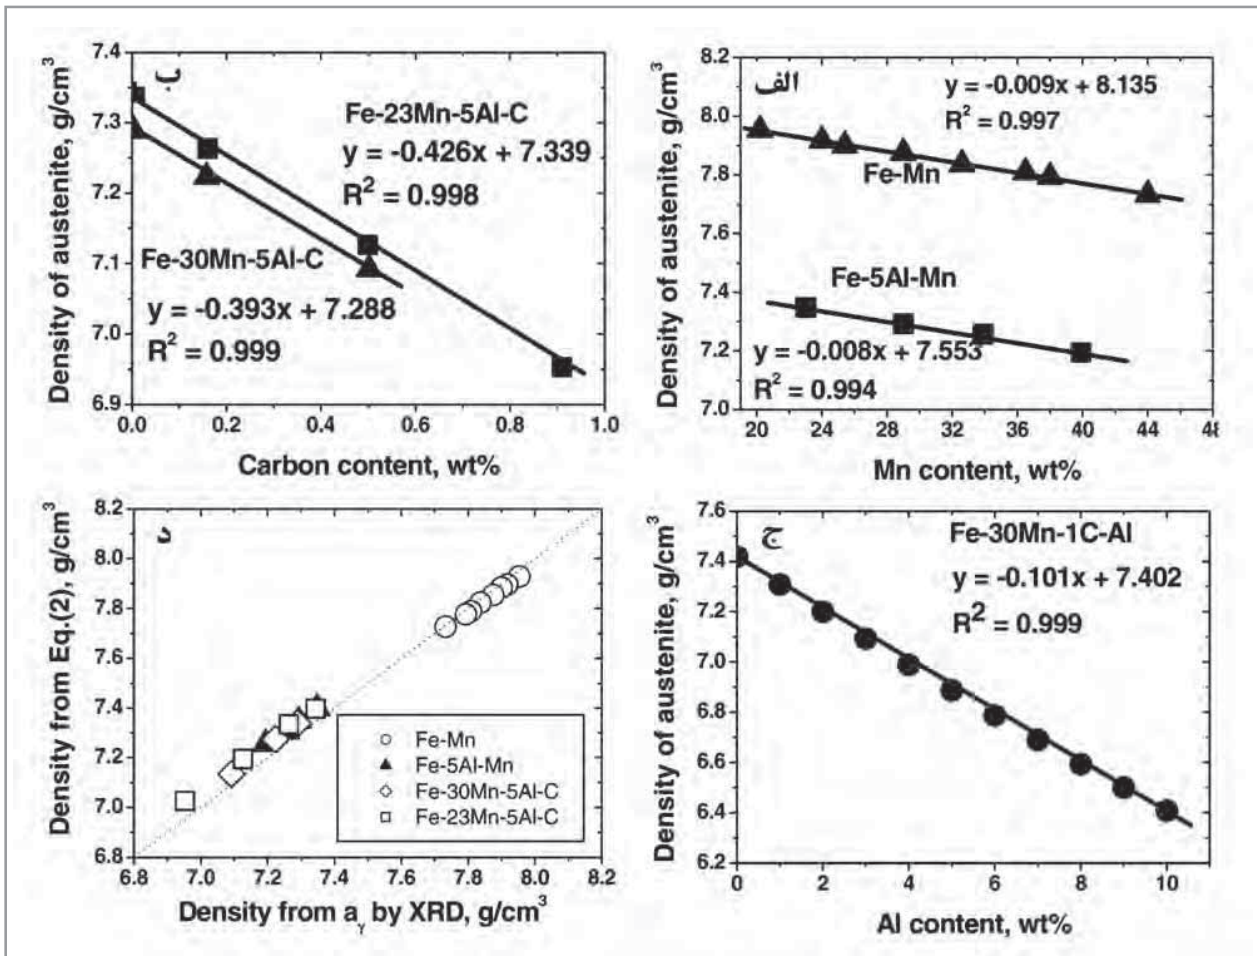 ب
Fe-23Mn-5Al-C
y = -0.426x + 7.339
R² = 0.998
Fe-30Mn-5Al-C
y = -0.393x + 7.288
R² = 0.999
Density of austenite, g/cm³
7.4
7.3
7.2
7.1
7.0
6.9
0.0 0.2 0.4 0.6 0.8 1.0
Carbon content, wt%
الف
y = -0.009x + 8.135
R² = 0.997
Fe-Mn
Fe-5Al-Mn
y = -0.008x + 7.553
R² = 0.994
Density of austenite, g/cm³
8.2
8.0
7.8
7.6
7.4
7.2
7.0
20 24 28 32 36 40 44
Mn content, wt%
د
Density from Eq.(2), g/cm³
8.2
8.0
7.8
7.6
7.4
7.2
7.0
6.8
Fe-Mn
Fe-5Al-Mn
Fe-30Mn-5Al-C
Fe-23Mn-5Al-C
6.8 7.0 7.2 7.4 7.6 7.8 8.0 8.2
Density from aᵧ by XRD, g/cm³
ج
Fe-30Mn-1C-Al
y = -0.101x + 7.402
R² = 0.999
Density of austenite, g/cm³
7.6
7.4
7.2
7.0
6.8
6.6
6.4
6.2
0 2 4 6 8 10
Al content, wt%